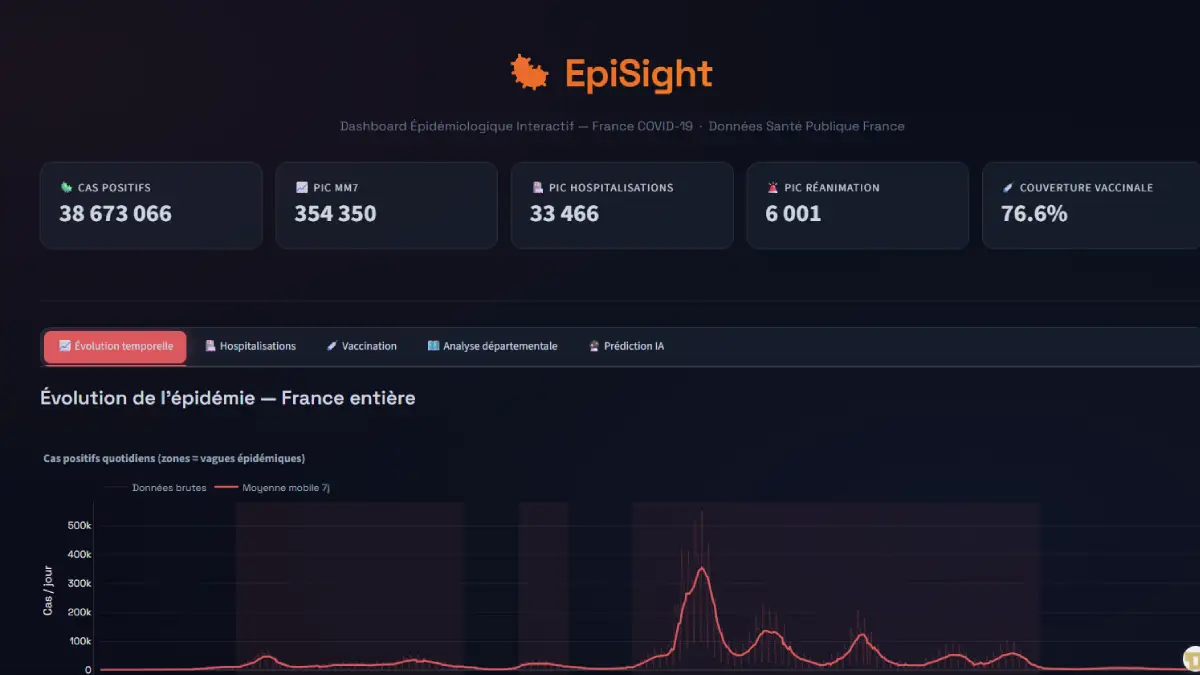 EpiSight
Dashboard Épidémiologique Interactif — France COVID-19 · Données Santé Publique France
CAS POSITIFS
38 673 066
PIC MM7
354 350
PIC HOSPITALISATIONS
33 466
PIC RÉANIMATION
6 001
COUVERTURE VACCINALE
76.6%
Évolution temporelle
Hospitalisations
Vaccination
Analyse départementale
Prédiction IA
Évolution de l'épidémie — France entière
Cas positifs quotidiens (zones = vagues épidémiques)
Données brutes
Moyenne mobile 7j
Cas / jour
500k
400k
300k
200k
100k
0